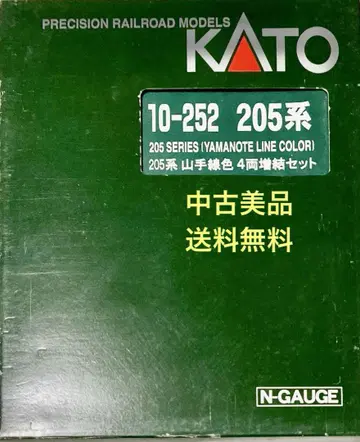 PRECISION RAILROAD MODELS
KATO
10-252 205系
205 SERIES (YAMANOTE LINE COLOR)
205系 山手線色 4両増結セット
中古美品
送料無料
N-GAUGE